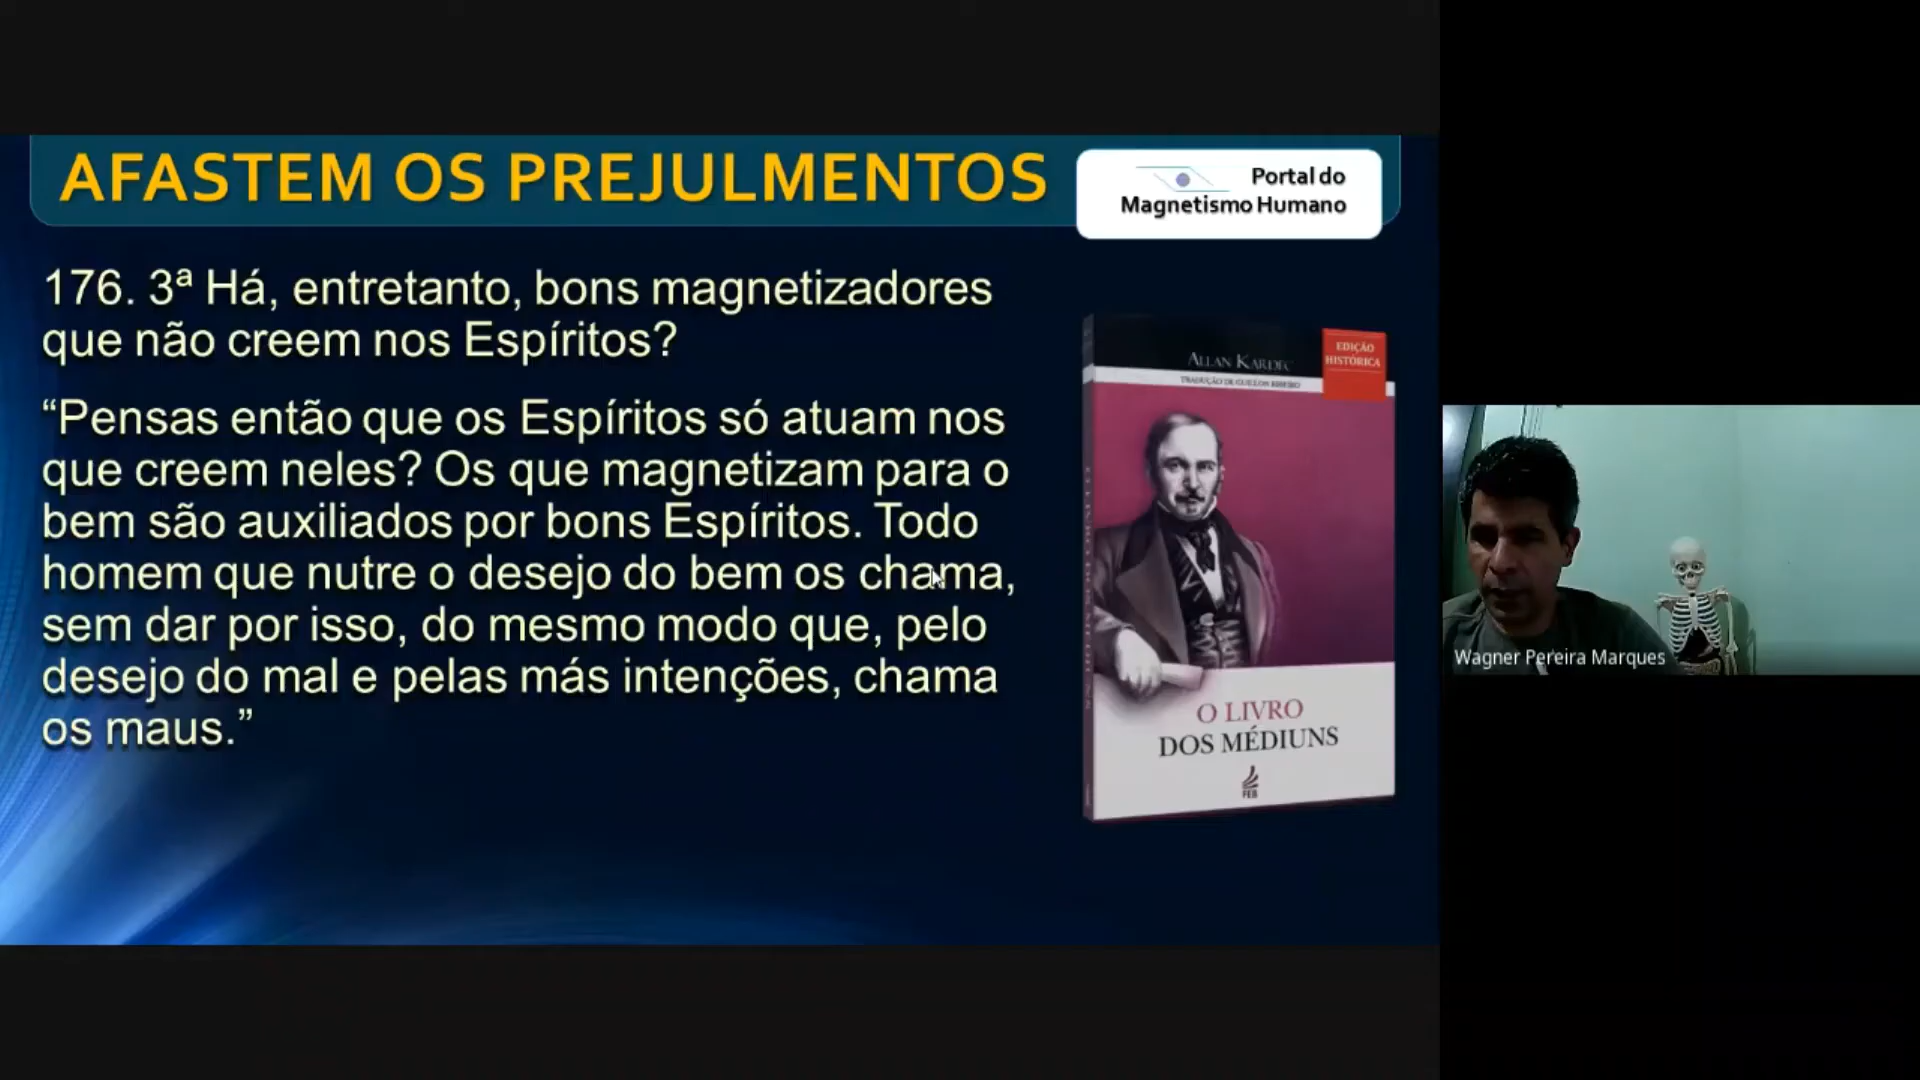 AFASTEM OS PREJULMENTOS
Portal do
Magnetismo Humano
176. 3ª Há, entretanto, bons magnetizadores
que não creem nos Espíritos?
“Pensas então que os Espíritos só atuam nos
que creem neles? Os que magnetizam para o
bem são auxiliados por bons Espíritos. Todo
homem que nutre o desejo do bem os chama,
sem dar por isso, do mesmo modo que, pelo
desejo do mal e pelas más intenções, chama
os maus.”
ALLAN KARDEC
EDIÇÃO
HISTÓRICA
TRADUÇÃO DE GUILLON RIBEIRO
O LIVRO
DOS MÉDIUNS
FEB
Wagner Pereira Marques